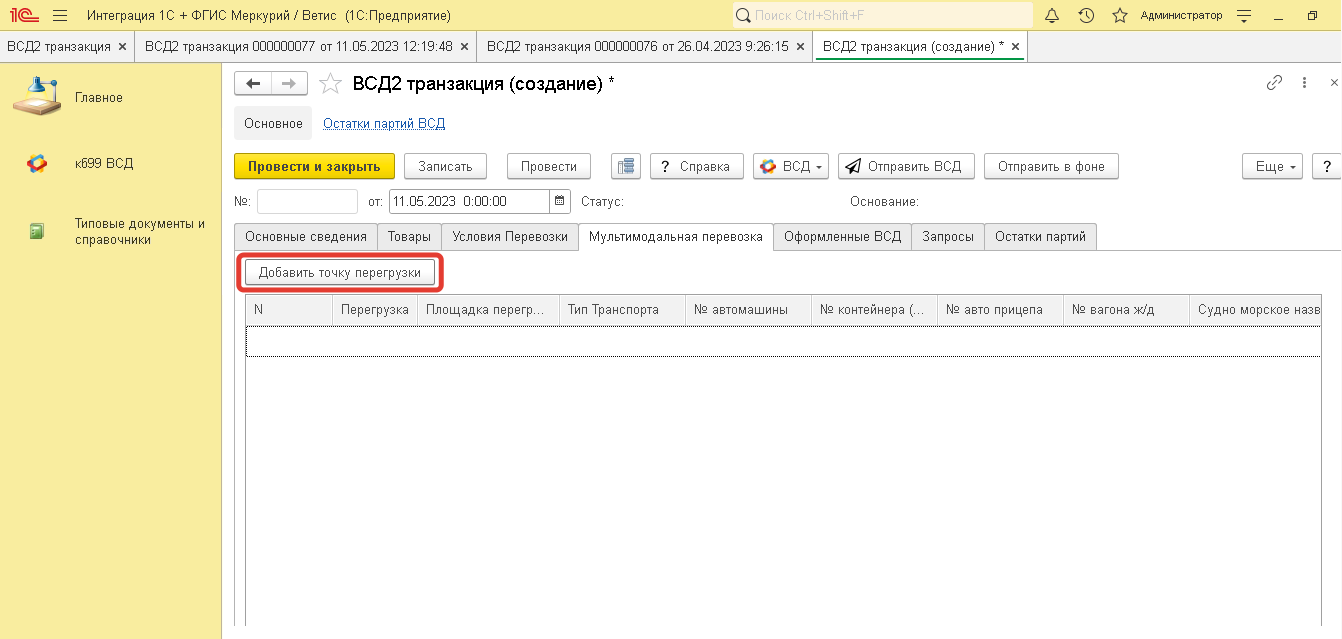 1С Интеграция 1С + ФГИС Меркурий / Ветис (1С:Предприятие) Поиск Ctrl+Shift+F Администратор
ВСД2 транзакция × ВСД2 транзакция 000000077 от 11.05.2023 12:19:48 × ВСД2 транзакция 000000076 от 26.04.2023 9:26:15 × ВСД2 транзакция (создание) * ×
Главное
к699 ВСД
Типовые документы и
справочники
ВСД2 транзакция (создание) *
Основное Остатки партий ВСД
Провести и закрыть Записать Провести ? Справка ВСД Отправить ВСД Отправить в фоне Еще ?
№: от: 11.05.2023 0:00:00 Статус: Основание:
Основные сведения Товары Условия Перевозки Мультимодальная перевозка Оформленные ВСД Запросы Остатки партий
Добавить точку перегрузки
N Перегрузка Площадка перегр... Тип Транспорта № автомашины № контейнера (... № авто прицепа № вагона ж/д Судно морское назв